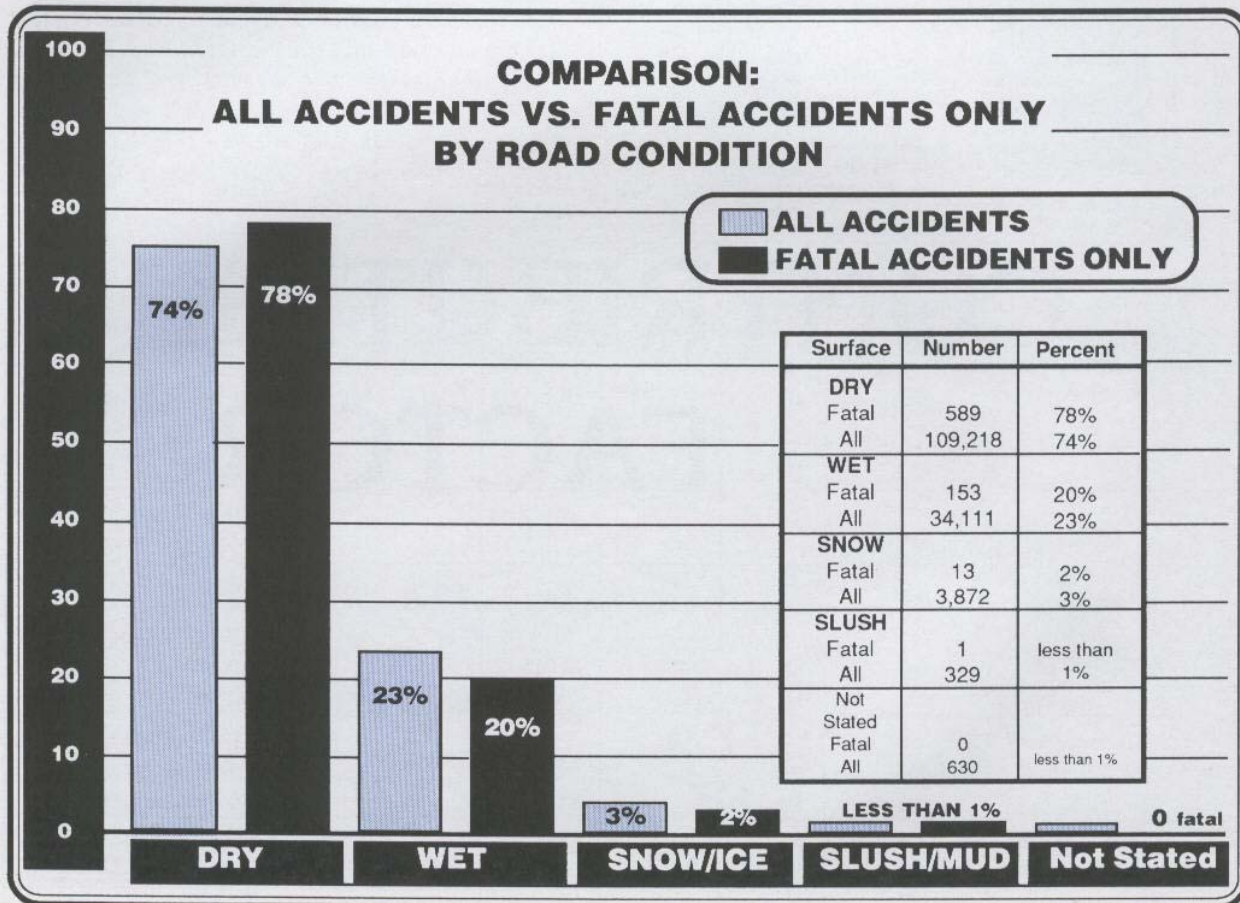 COMPARISON:
ALL ACCIDENTS VS. FATAL ACCIDENTS ONLY
BY ROAD CONDITION
ALL ACCIDENTS
FATAL ACCIDENTS ONLY
100
90
80
70
60
50
40
30
20
10
0
74%
78%
23%
20%
3%
2%
LESS THAN 1%
0 fatal
DRY
WET
SNOW/ICE
SLUSH/MUD
Not Stated
Surface Number Percent
DRY
Fatal 589 78%
All 109,218 74%
WET
Fatal 153 20%
All 34,111 23%
SNOW
Fatal 13 2%
All 3,872 3%
SLUSH
Fatal 1 less than
All 329 1%
Not
Stated
Fatal 0
All 630 less than 1%